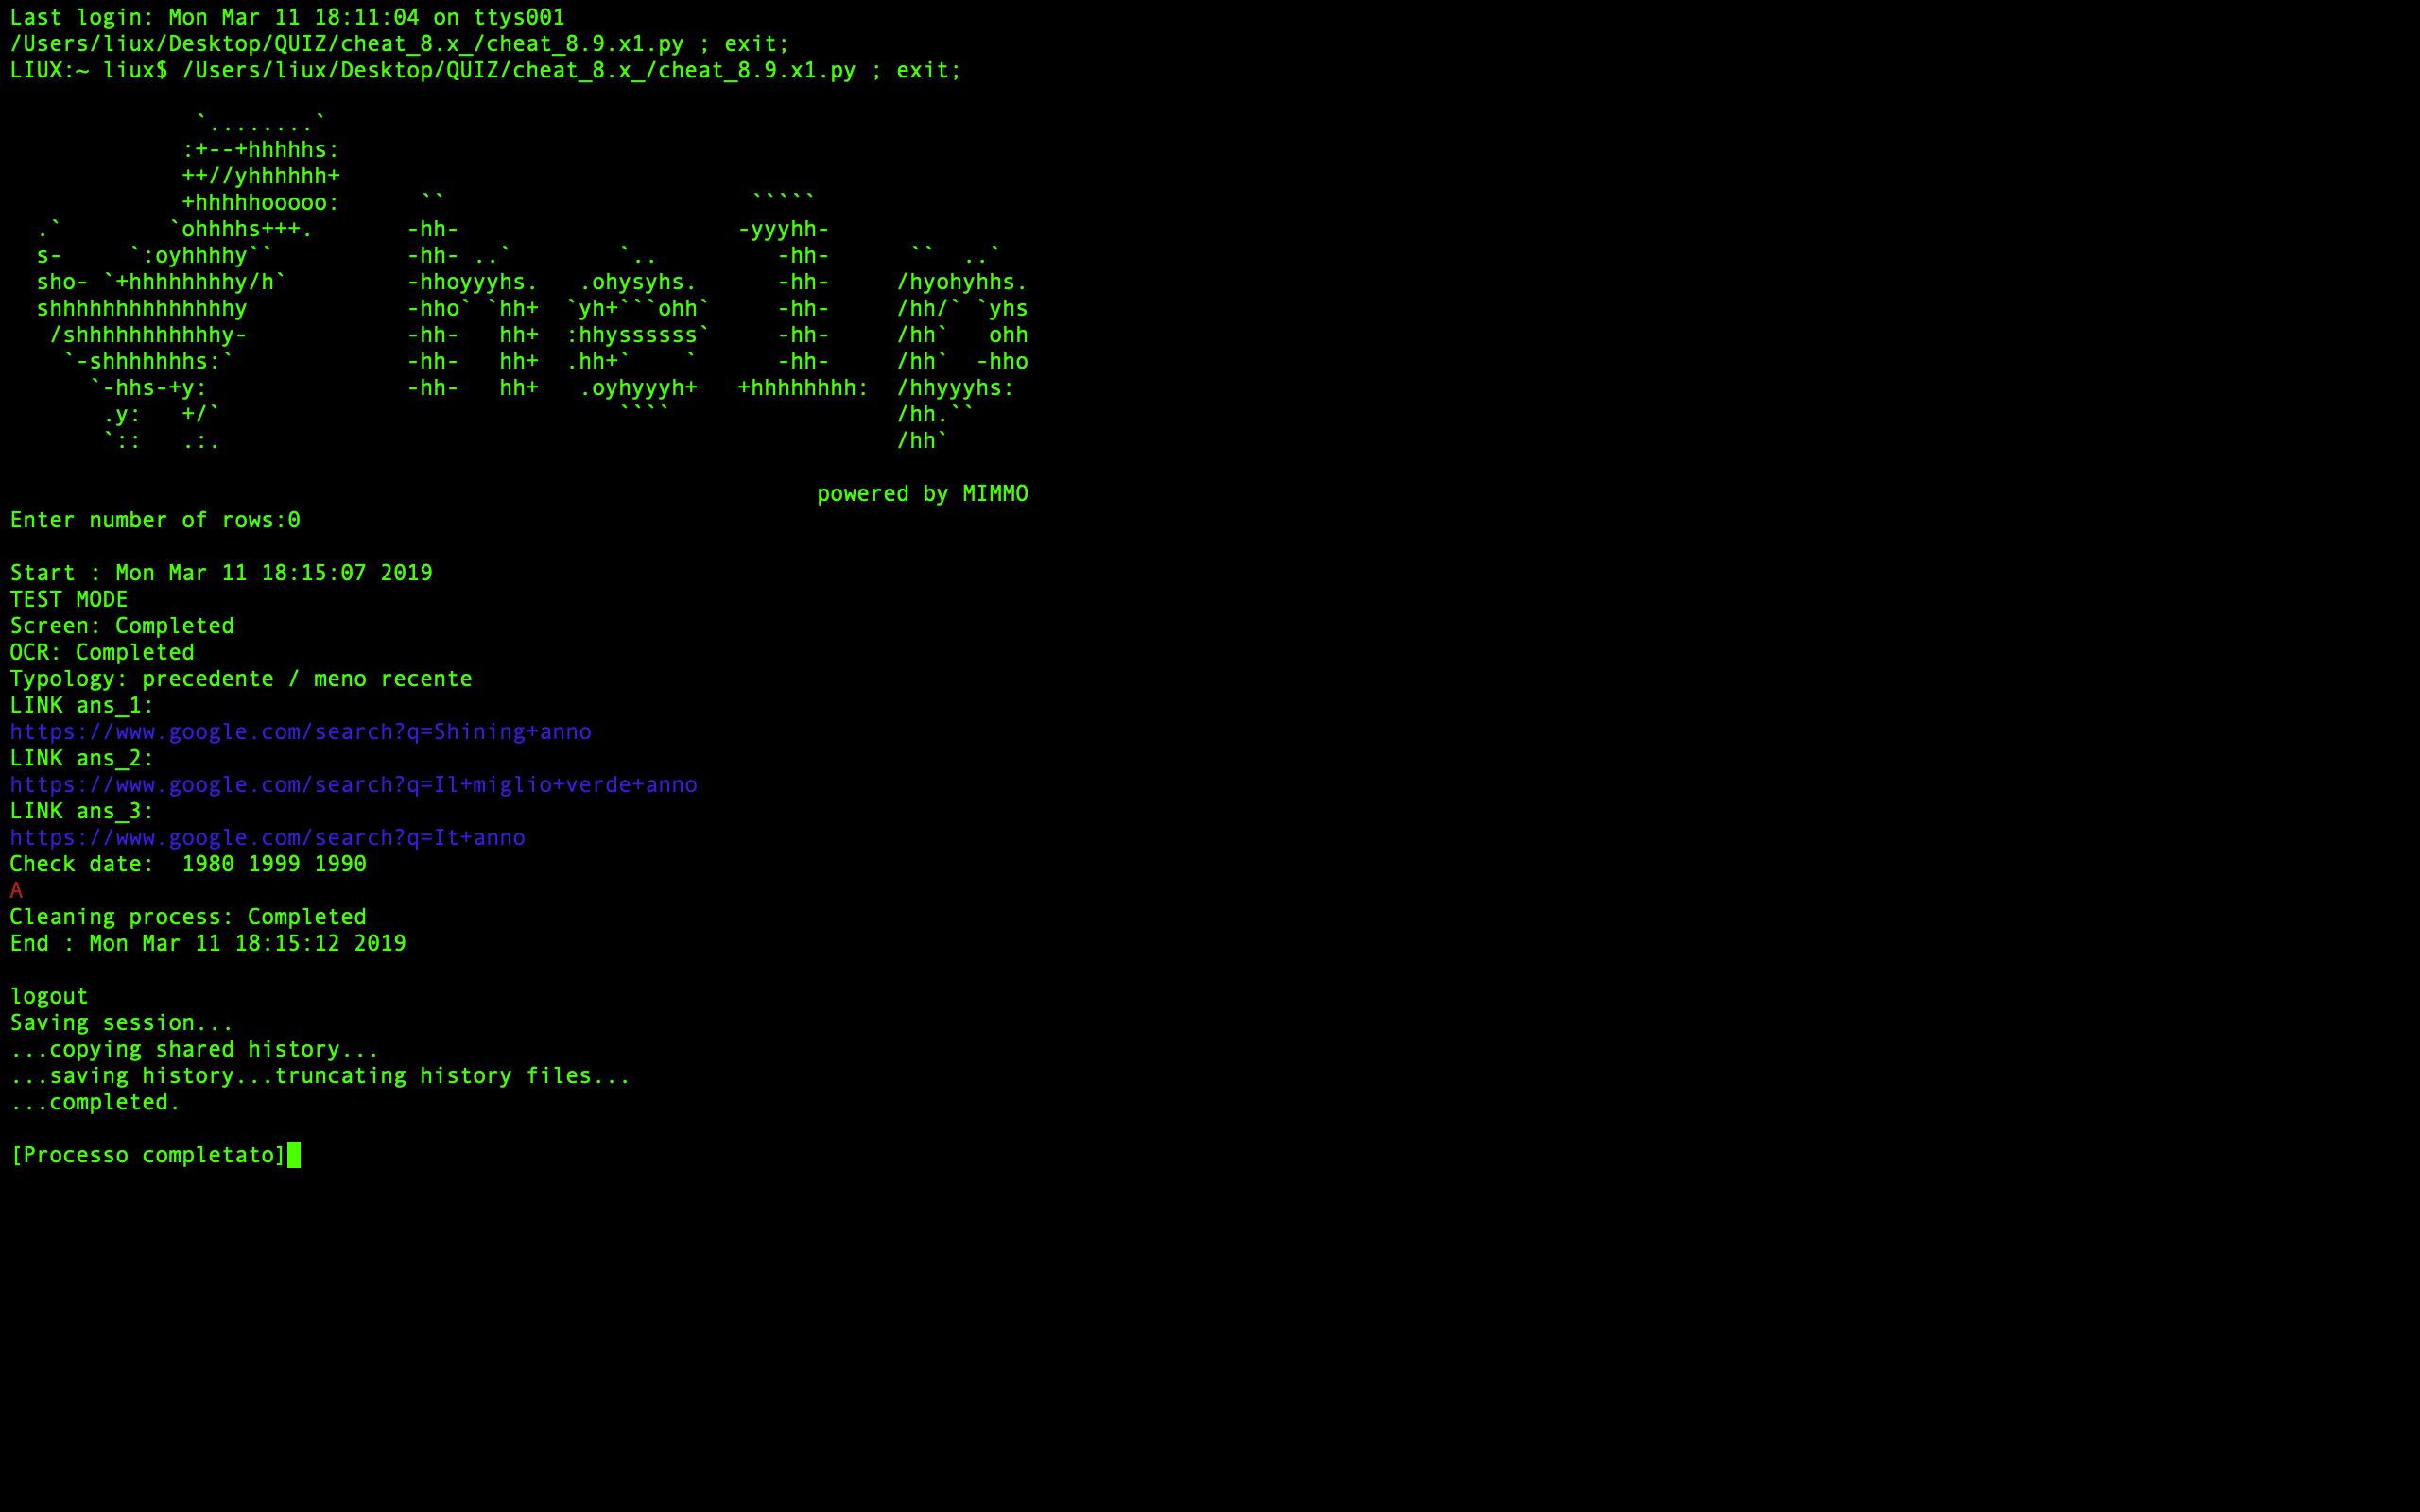 Last login: Mon Mar 11 18:11:04 on ttys001
/Users/liux/Desktop/QUIZ/cheat_8.x_/cheat_8.9.x1.py ; exit;
LIUX:~ liux$ /Users/liux/Desktop/QUIZ/cheat_8.x_/cheat_8.9.x1.py ; exit;
              `........`
             :+--+hhhhhs:
             ++//yhhhhhh+
             +hhhhhooooo:      ``                       `````
  .`        `ohhhhs+++.       -hh-                     -yyyhh-
  s-     `:oyhhhhy``          -hh- ..`        `..         -hh-      ``  ..`
  sho- `+hhhhhhhhy/h`         -hhoyyyhs.   .ohysyhs.      -hh-     /hyohyhhs.
  shhhhhhhhhhhhhhy            -hho` `hh+  `yh+```ohh`     -hh-     /hh/` `yhs
   /shhhhhhhhhhhy-            -hh-   hh+  :hhyssssss`     -hh-     /hh`   ohh
    `-shhhhhhhs:`             -hh-   hh+  .hh+`    `      -hh-     /hh`  -hho
      `-hhs-+y:               -hh-   hh+   .oyhyyyh+   +hhhhhhhh:  /hhyyyhs:
       .y:   +/`                              ````                 /hh.``
       `::   .:.                                                   /hh`
powered by MIMMO
Enter number of rows:0
Start : Mon Mar 11 18:15:07 2019
TEST MODE
Screen: Completed
OCR: Completed
Typology: precedente / meno recente
LINK ans_1:
https://www.google.com/search?q=Shining+anno
LINK ans_2:
https://www.google.com/search?q=Il+miglio+verde+anno
LINK ans_3:
https://www.google.com/search?q=It+anno
Check date:  1980 1999 1990
A
Cleaning process: Completed
End : Mon Mar 11 18:15:12 2019
logout
Saving session...
...copying shared history...
...saving history...truncating history files...
...completed.
[Processo completato]